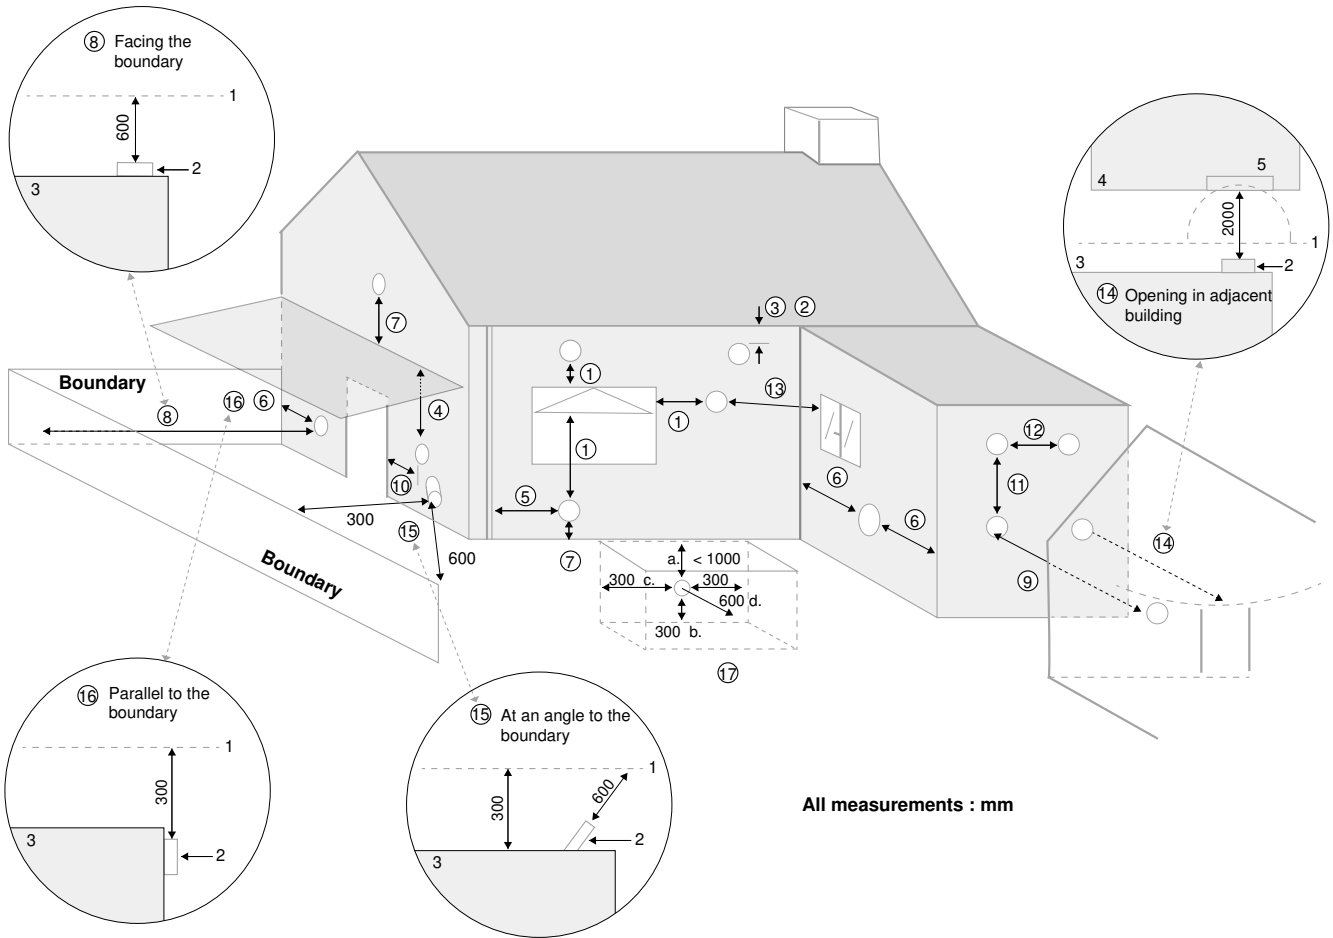 8 Facing the
boundary
1
600
2
3
4
5
2000
1
3
2
14 Opening in adjacent
building
7
3 2
Boundary
16 6
8
4
1
13
1
1
12
10
6
11
5
300
15
6
14
600
7
a. < 1000
9
Boundary
300 c.
300
600 d.
300 b.
17
16 Parallel to the
boundary
1
300
3
2
15 At an angle to the
boundary
1
300
600
2
3
All measurements : mm